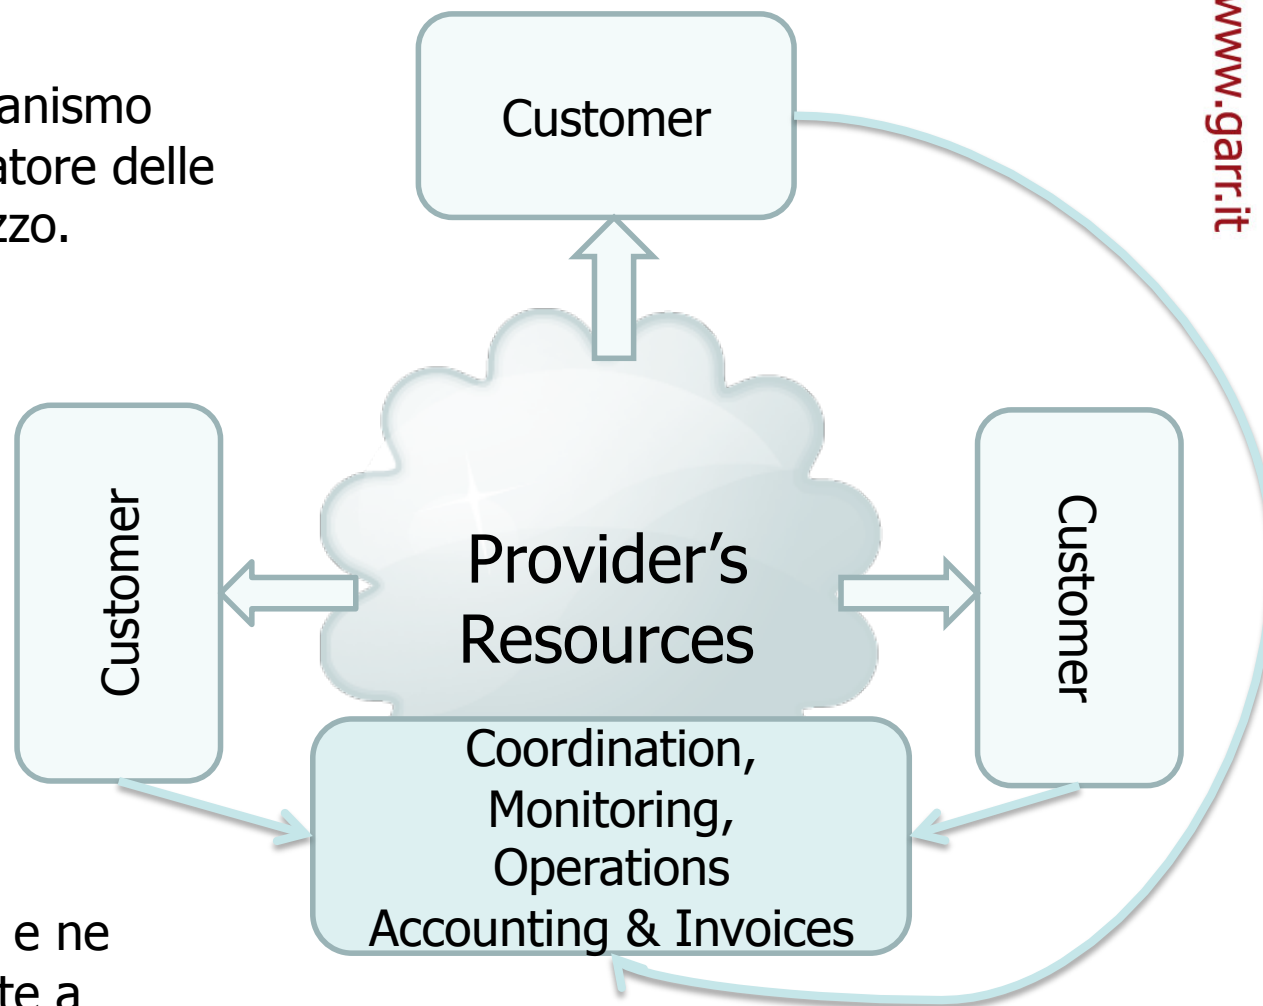 anismo
atore delle
zzo.
Customer
www.garr.it
Customer
Provider's
Resources
Customer
Coordination,
Monitoring,
Operations
Accounting & Invoices
e ne
te a